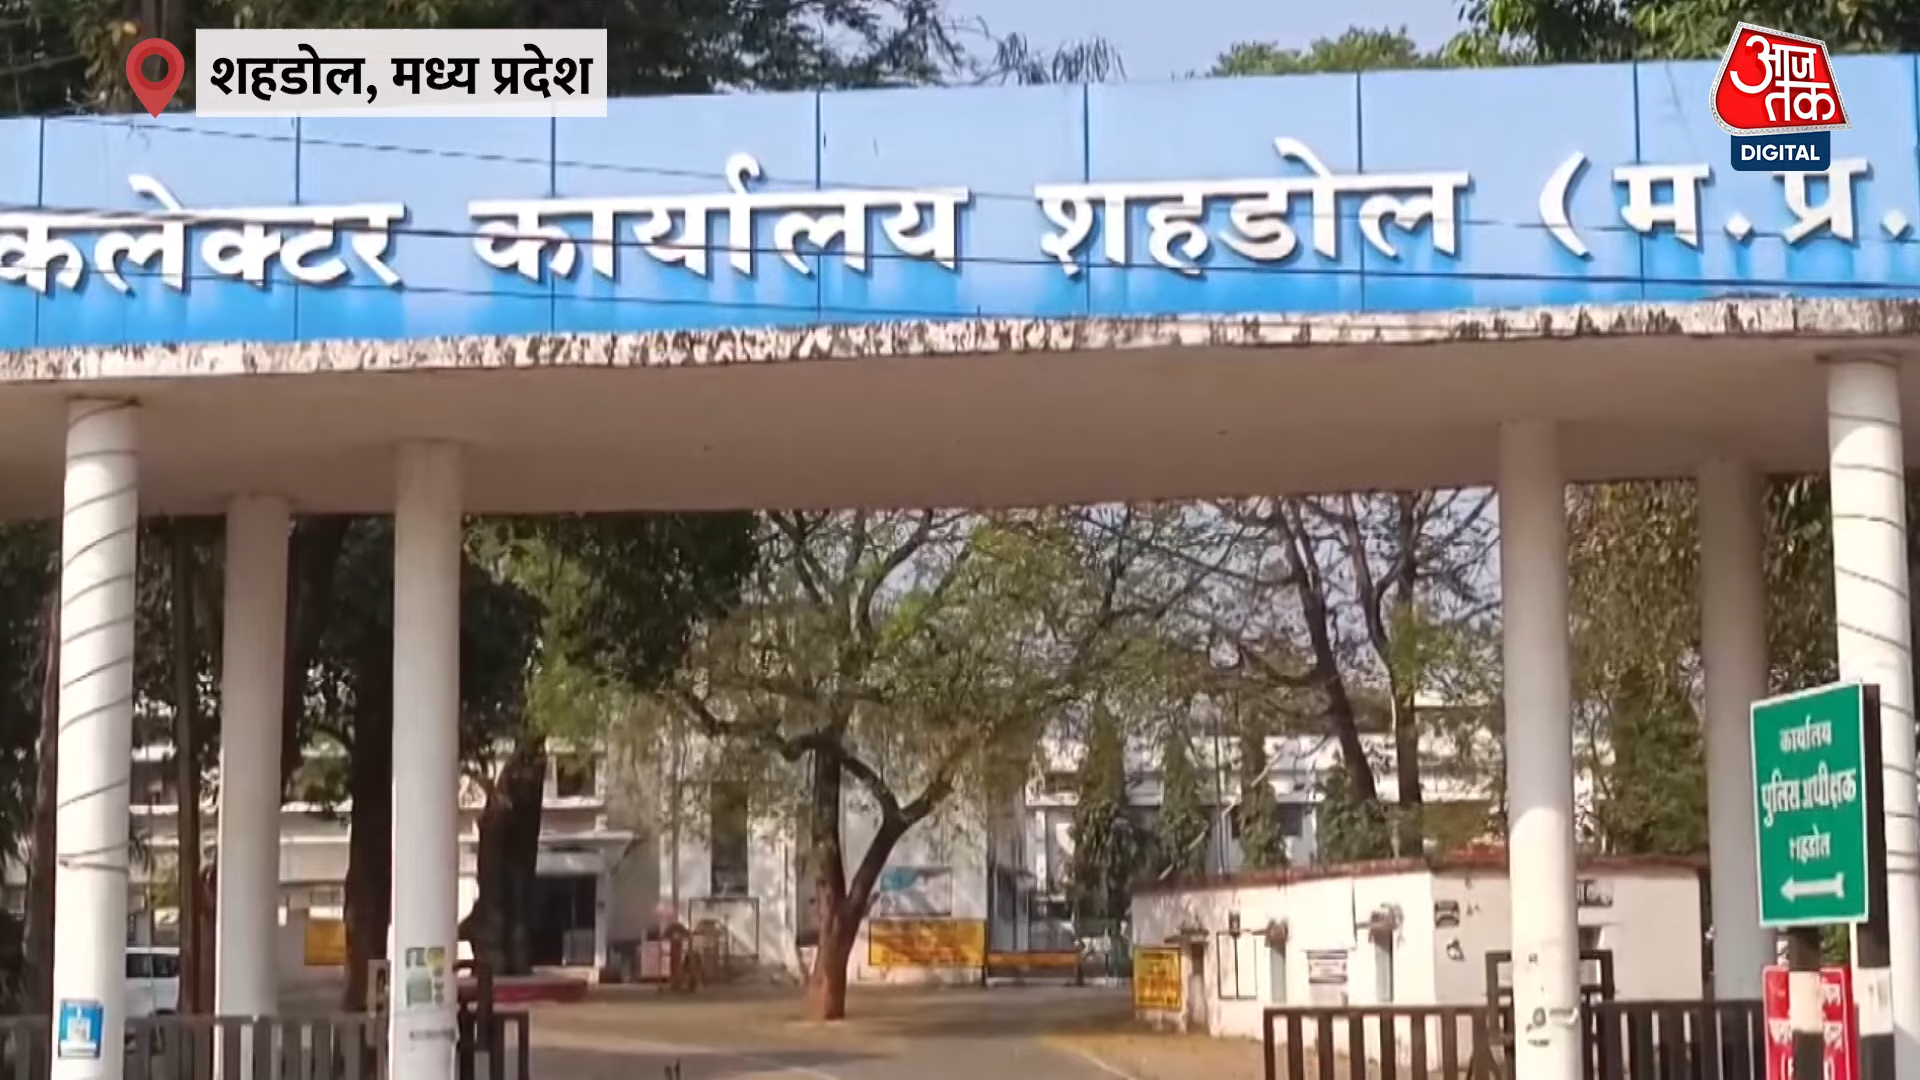 शहडोल, मध्य प्रदेश
आज
तक
DIGITAL
कलेक्टर कार्यालय शहडोल (म.प्र.
कार्यालय
पुलिस अधीक्षक
शहडोल